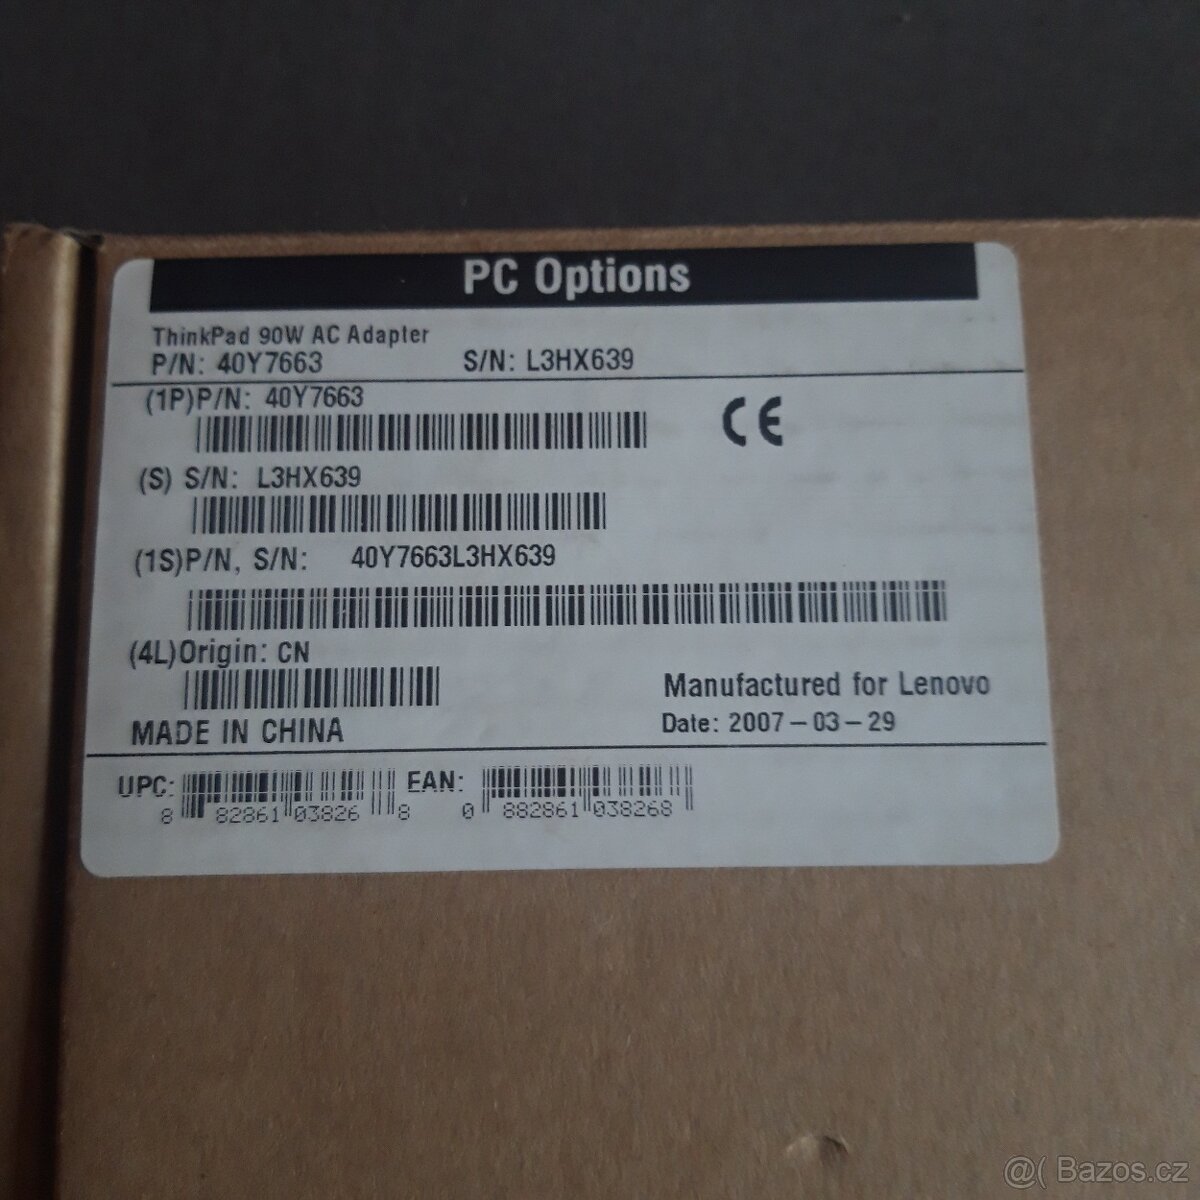 PC Options
ThinkPad 90W AC Adapter
P/N: 40Y7663 S/N: L3HX639
(1P)P/N: 40Y7663
CE
(S) S/N: L3HX639
(1S)P/N, S/N: 40Y7663L3HX639
(4L)Origin: CN
Manufactured for Lenovo
MADE IN CHINA
Date: 2007-03-29
UPC: 8 82861 03826 8 EAN: 0 882861 038268
@( Bazos.cz